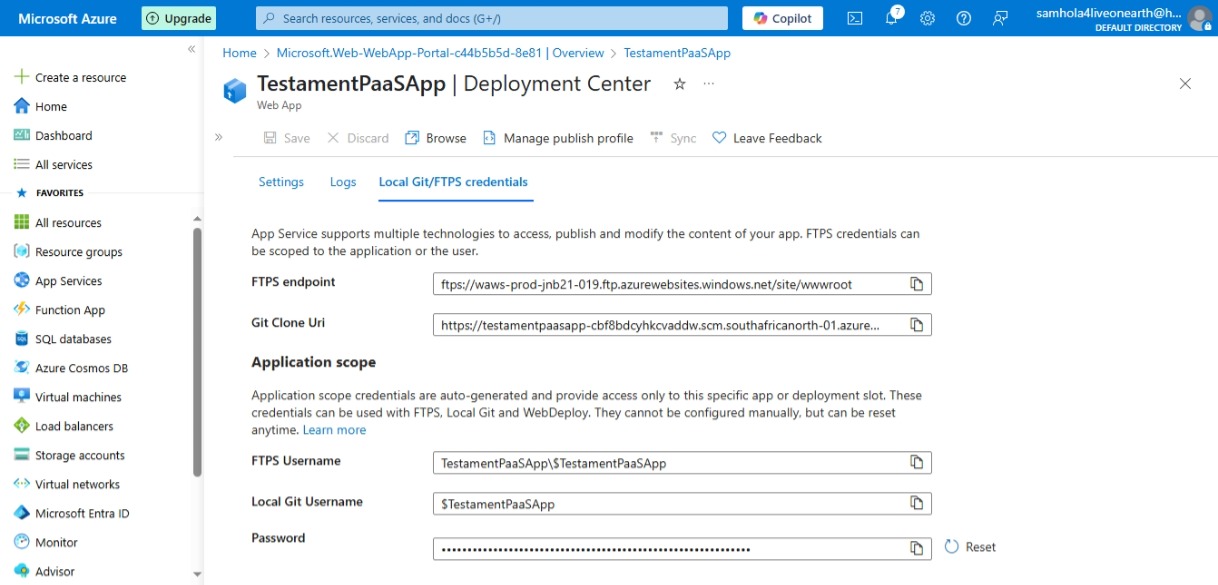 Microsoft Azure
Upgrade
Search resources, services, and docs (G+/)
Copilot
7
samhola4liveonearth@h...
DEFAULT DIRECTORY
Create a resource
Home
Dashboard
All services
FAVORITES
All resources
Resource groups
App Services
Function App
SQL databases
Azure Cosmos DB
Virtual machines
Load balancers
Storage accounts
Virtual networks
Microsoft Entra ID
Monitor
Advisor
Home > Microsoft.Web-WebApp-Portal-c44b5b5d-8e81 | Overview > TestamentPaaSApp
TestamentPaaSApp | Deployment Center
Web App
Save Discard Browse Manage publish profile Sync Leave Feedback
Settings Logs Local Git/FTPS credentials
App Service supports multiple technologies to access, publish and modify the content of your app. FTPS credentials can
be scoped to the application or the user.
FTPS endpoint ftps://waws-prod-jnb21-019.ftp.azurewebsites.windows.net/site/wwwroot
Git Clone Uri https://testamentpaasapp-cbf8bdcyhkcvaddw.scm.southafricanorth-01.azure...
Application scope
Application scope credentials are auto-generated and provide access only to this specific app or deployment slot. These
credentials can be used with FTPS, Local Git and WebDeploy. They cannot be configured manually, but can be reset
anytime. Learn more
FTPS Username TestamentPaaSApp\$TestamentPaaSApp
Local Git Username $TestamentPaaSApp
Password
Reset